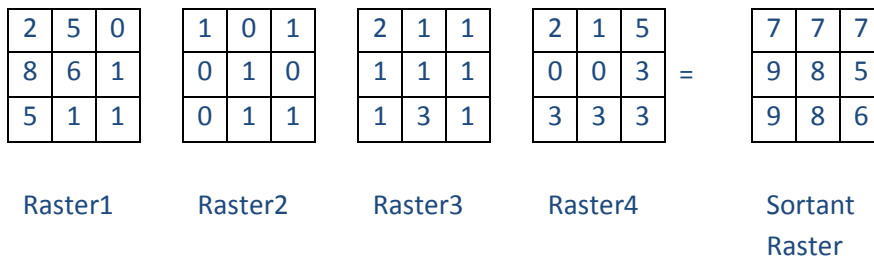 2 5 0 1 0 1 2 1 1 2 1 5 7 7 7
8 6 1 0 1 0 1 1 1 0 0 3 = 9 8 5
5 1 1 0 1 1 1 3 1 3 3 3 9 8 6
Raster1 Raster2 Raster3 Raster4 Sortant
Raster